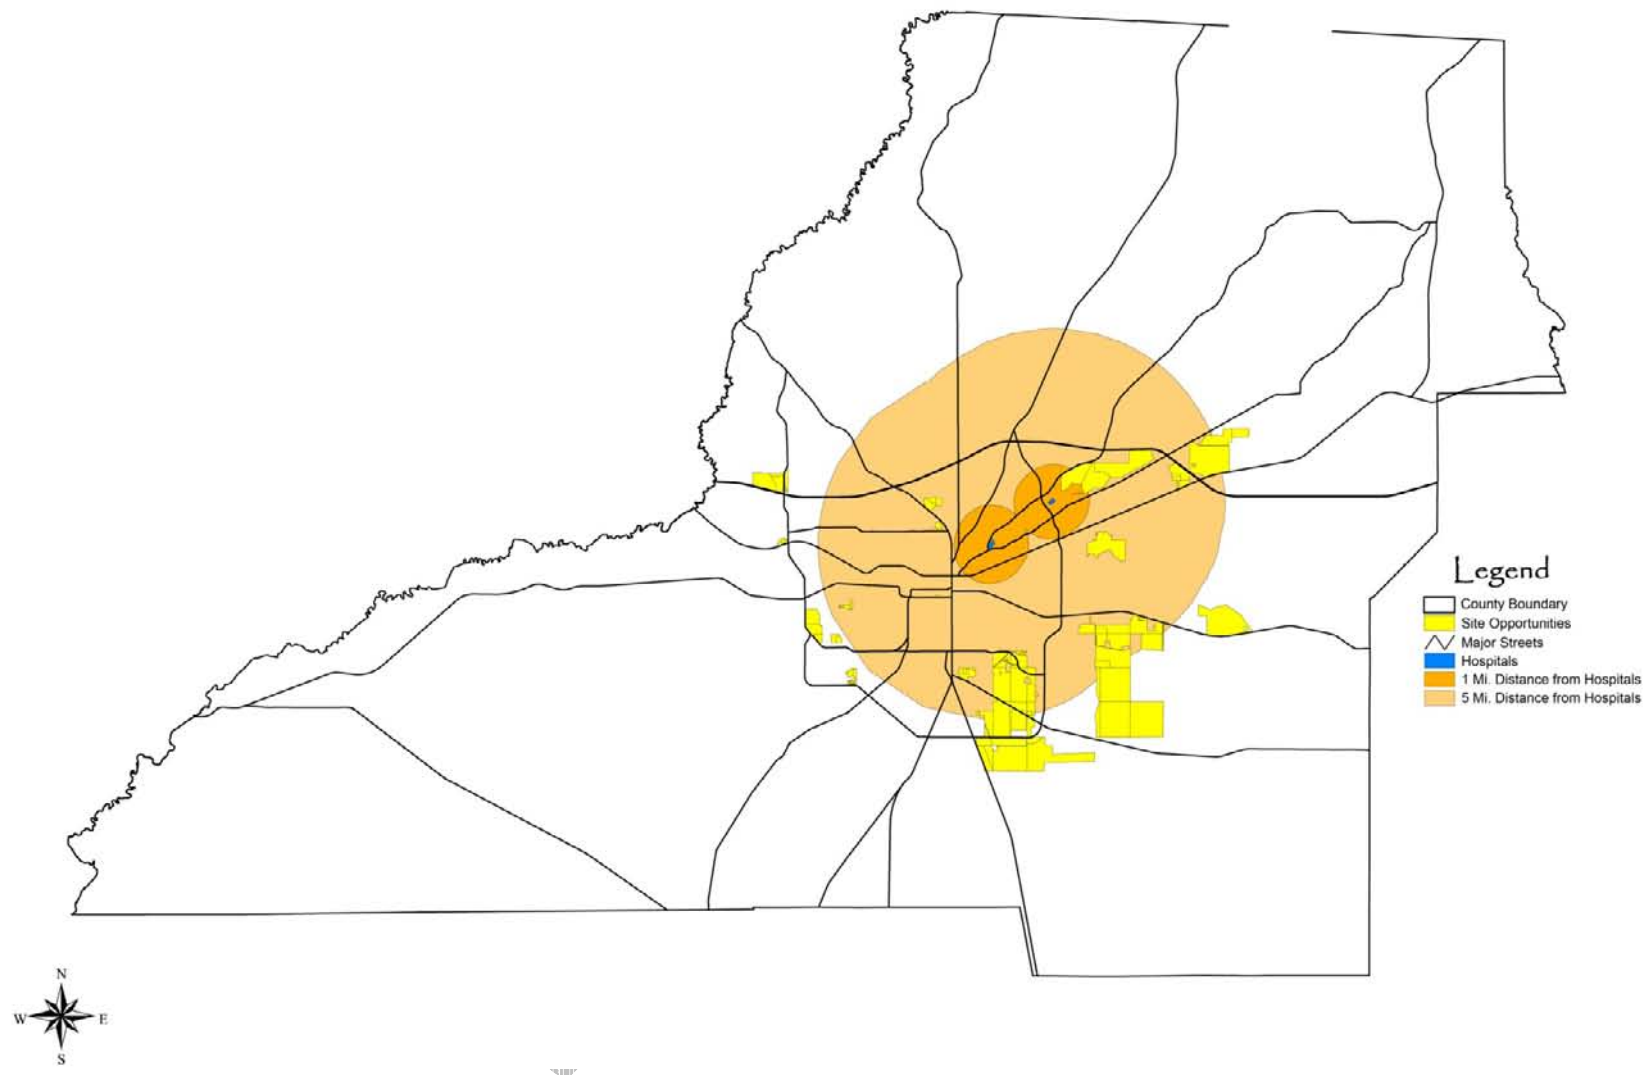 Legend
County Boundary
Site Opportunities
Major Streets
Hospitals
1 Mi. Distance from Hospitals
5 Mi. Distance from Hospitals
N
W E
S